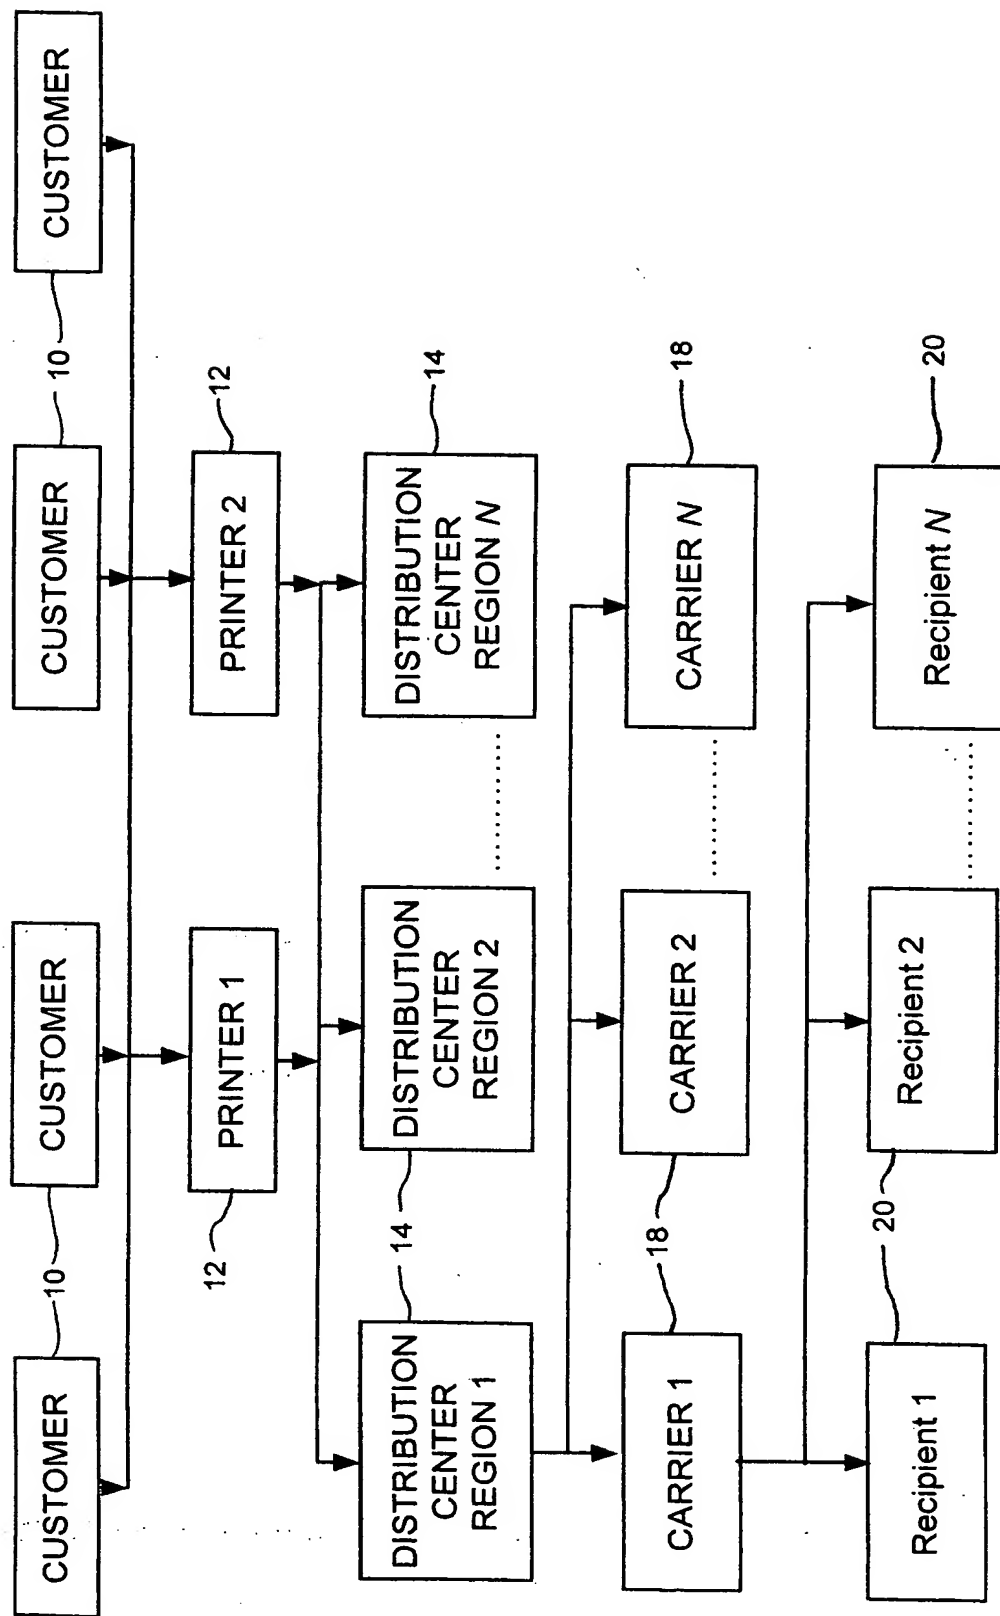 CUSTOMER
10
CUSTOMER
CUSTOMER
10
CUSTOMER
12
PRINTER 1
PRINTER 2
12
DISTRIBUTION
CENTER
REGION 1
14
DISTRIBUTION
CENTER
REGION 2
..........
DISTRIBUTION
CENTER
REGION N
14
CARRIER 1
18
CARRIER 2
..........
CARRIER N
18
Recipient 1
20
Recipient 2
..........
Recipient N
20